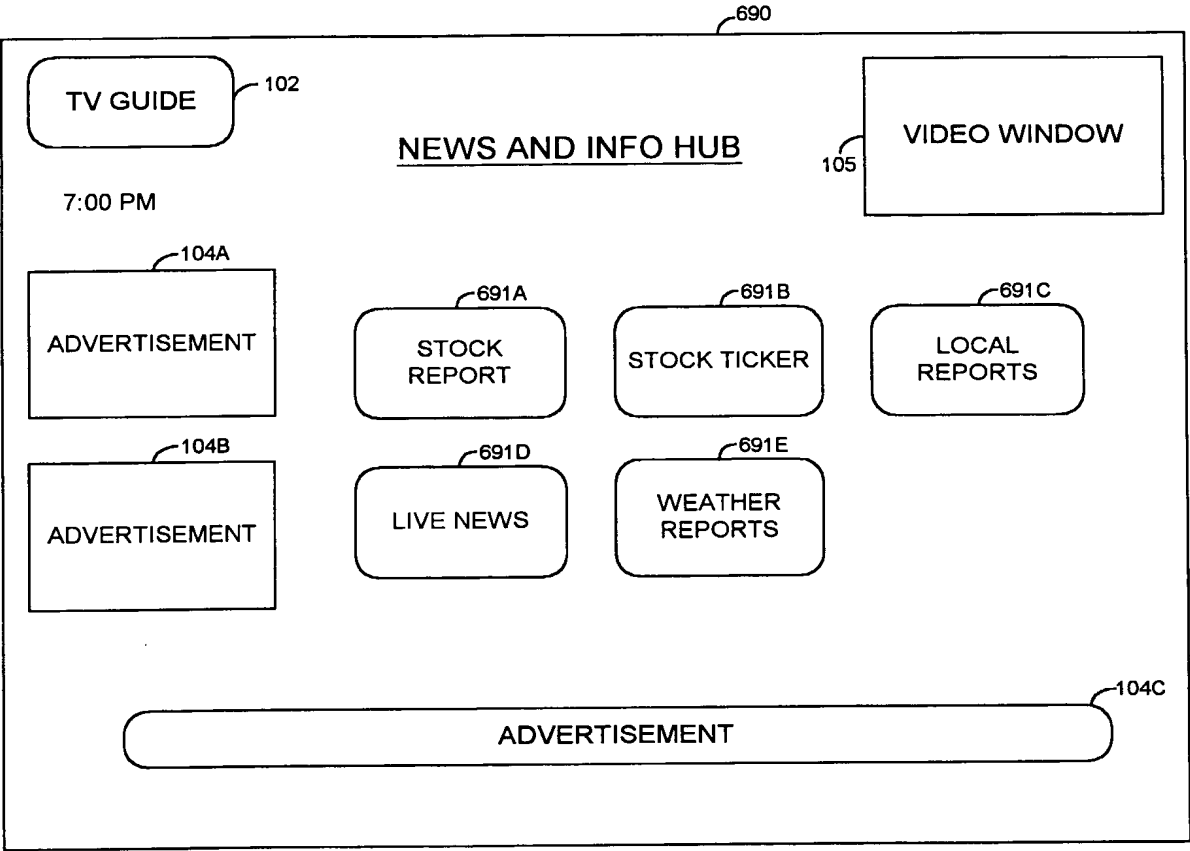 690
TV GUIDE
102
NEWS AND INFO HUB
VIDEO WINDOW
105
7:00 PM
104A
ADVERTISEMENT
691A
STOCK
REPORT
691B
STOCK TICKER
691C
LOCAL
REPORTS
104B
ADVERTISEMENT
691D
LIVE NEWS
691E
WEATHER
REPORTS
104C
ADVERTISEMENT